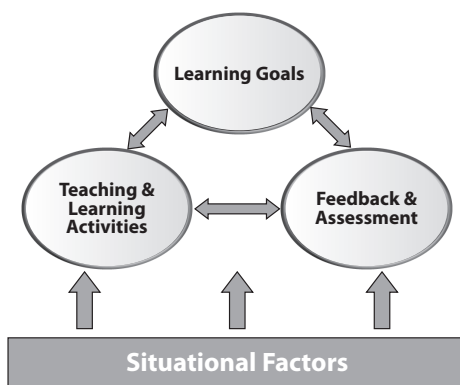 Learning Goals
Teaching &
Learning
Activities
Feedback &
Assessment
Situational Factors